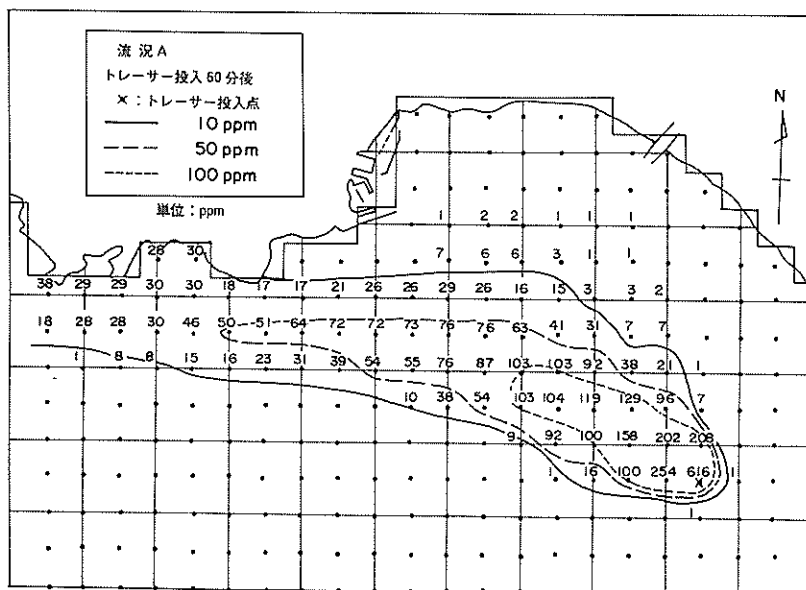 流況A
トレーサー投入60分後
×:トレーサー投入点
10 ppm
50 ppm
100 ppm
単位:ppm
N
1 2 2 1 1 1
7 6 6 3 1 1
28 30
38 29 29 30 30 18 17 17 21 26 26 29 26 16 15 3 3 2
18 28 28 30 46 50 51 64 72 72 73 76 76 63 41 31 7 7
1 8 8 15 16 23 31 39 54 55 76 87 103 103 92 38 21 1
10 38 54 103 104 119 129 96 7
9 92 100 158 202 208
1 16 100 254 616 1
1